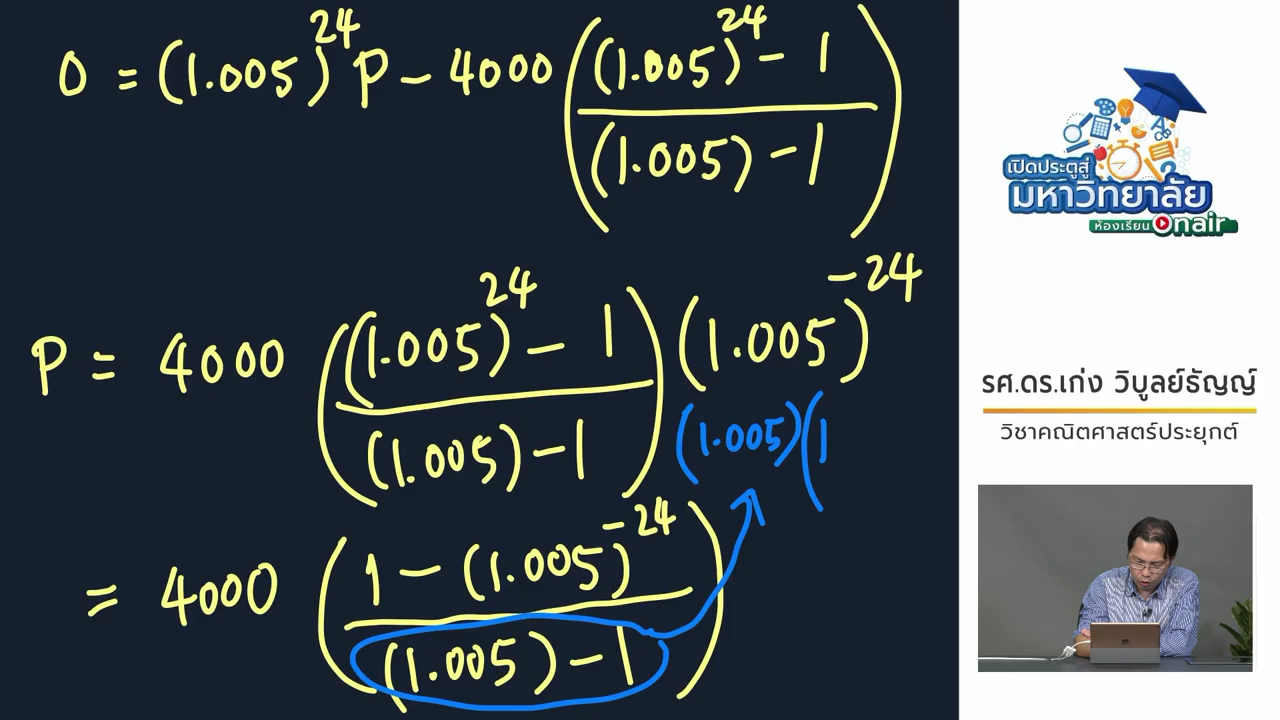 0 = (1.005)^24 P - 4000 ( ((1.005)^24 - 1) / ((1.005) - 1) )
P = 4000 ( ((1.005)^24 - 1) / ((1.005) - 1) ) (1.005)^-24
(1.005)(1
= 4000 ( (1 - (1.005)^-24) / ((1.005) - 1) )
เปิดประตูสู่
มหาวิทยาลัย
ห้องเรียน Onair
รศ.ดร.เก่ง วิบูลย์ธัญญ์
วิชาคณิตศาสตร์ประยุกต์